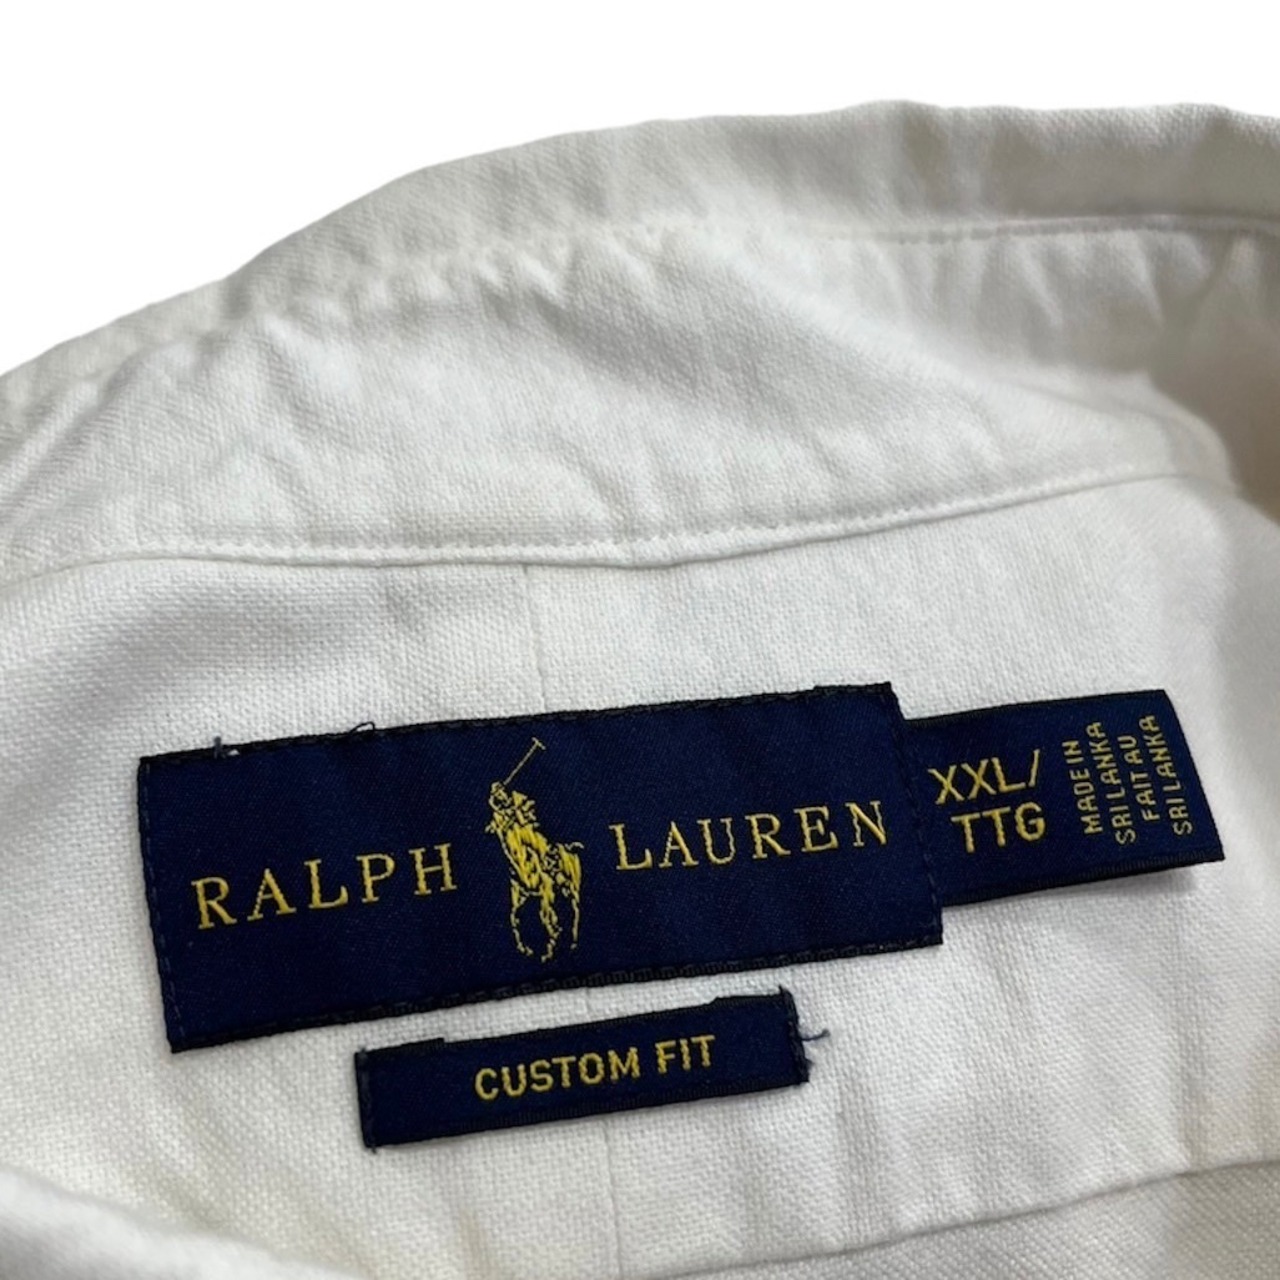 RALPH LAUREN
XXL/
TTG
MADE IN
SRI LANKA
FAIT AU
SRI LANKA
CUSTOM FIT